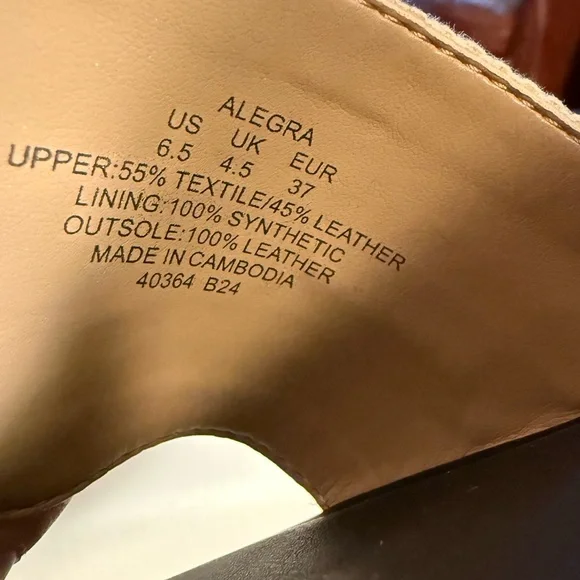 ALEGRA
US UK EUR
6.5 4.5 37
UPPER:55% TEXTILE/45% LEATHER
LINING:100% SYNTHETIC
OUTSOLE:100% LEATHER
MADE IN CAMBODIA
40364 B24